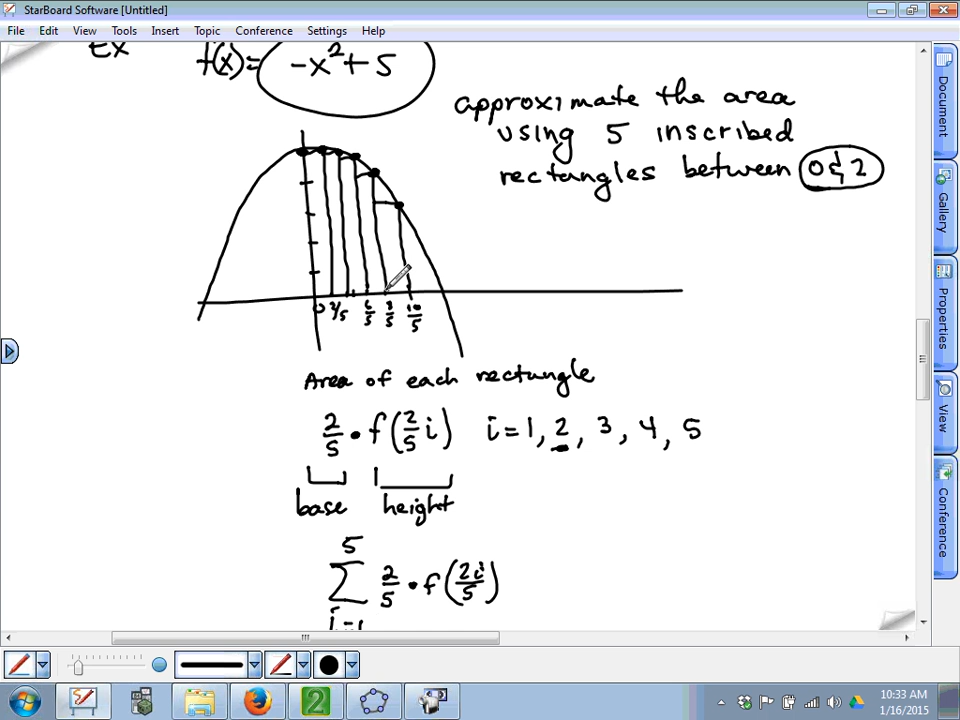 StarBoard Software [Untitled]
File Edit View Tools Insert Topic Conference Settings Help
Ex f(x)= -x²+5
approximate the area
using 5 inscribed
rectangles between 0 & 2
0 2/5 6/5 8/5 10/5
Area of each rectangle
2/5 • f(2/5 i) i=1, 2, 3, 4, 5
base height
5
∑ 2/5 • f(2i/5)
i=1
Document
Gallery
Properties
View
Conference
10:33 AM
1/16/2015